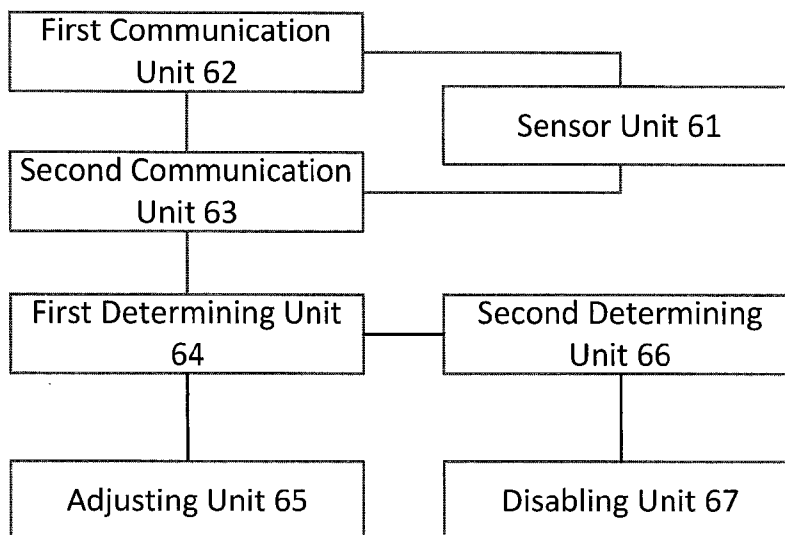 First Communication
Unit 62
Sensor Unit 61
Second Communication
Unit 63
First Determining Unit
64
Second Determining
Unit 66
Adjusting Unit 65
Disabling Unit 67